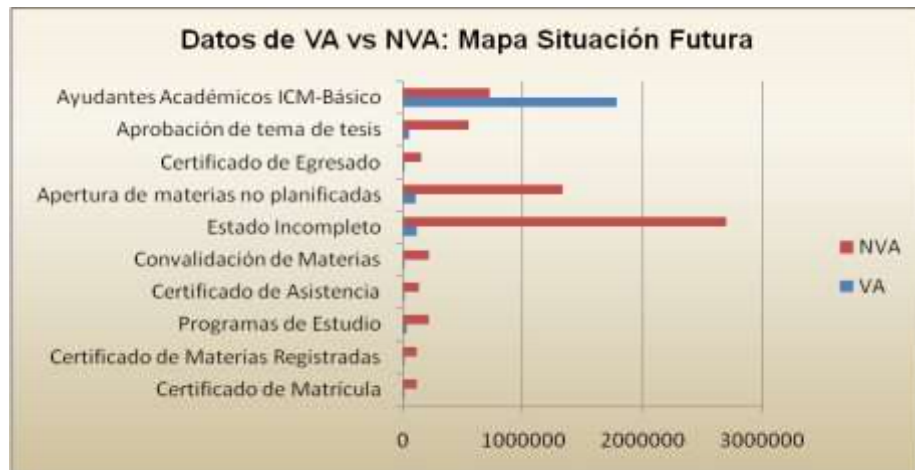 Datos de VA vs NVA: Mapa Situación Futura
Ayudantes Académicos ICM-Básico
Aprobación de tema de tesis
Certificado de Egresado
Apertura de materias no planificadas
Estado Incompleto
Convalidación de Materias
Certificado de Asistencia
Programas de Estudio
Certificado de Materias Registradas
Certificado de Matrícula
NVA
VA
0 1000000 2000000 3000000